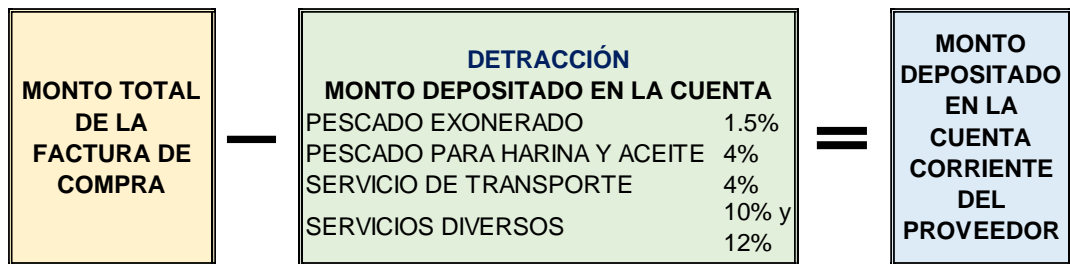 MONTO TOTAL
DE LA
FACTURA DE
COMPRA
—
DETRACCIÓN
MONTO DEPOSITADO EN LA CUENTA
PESCADO EXONERADO 1.5%
PESCADO PARA HARINA Y ACEITE 4%
SERVICIO DE TRANSPORTE 4%
SERVICIOS DIVERSOS 10% y
12%
=
MONTO
DEPOSITADO
EN LA
CUENTA
CORRIENTE
DEL
PROVEEDOR